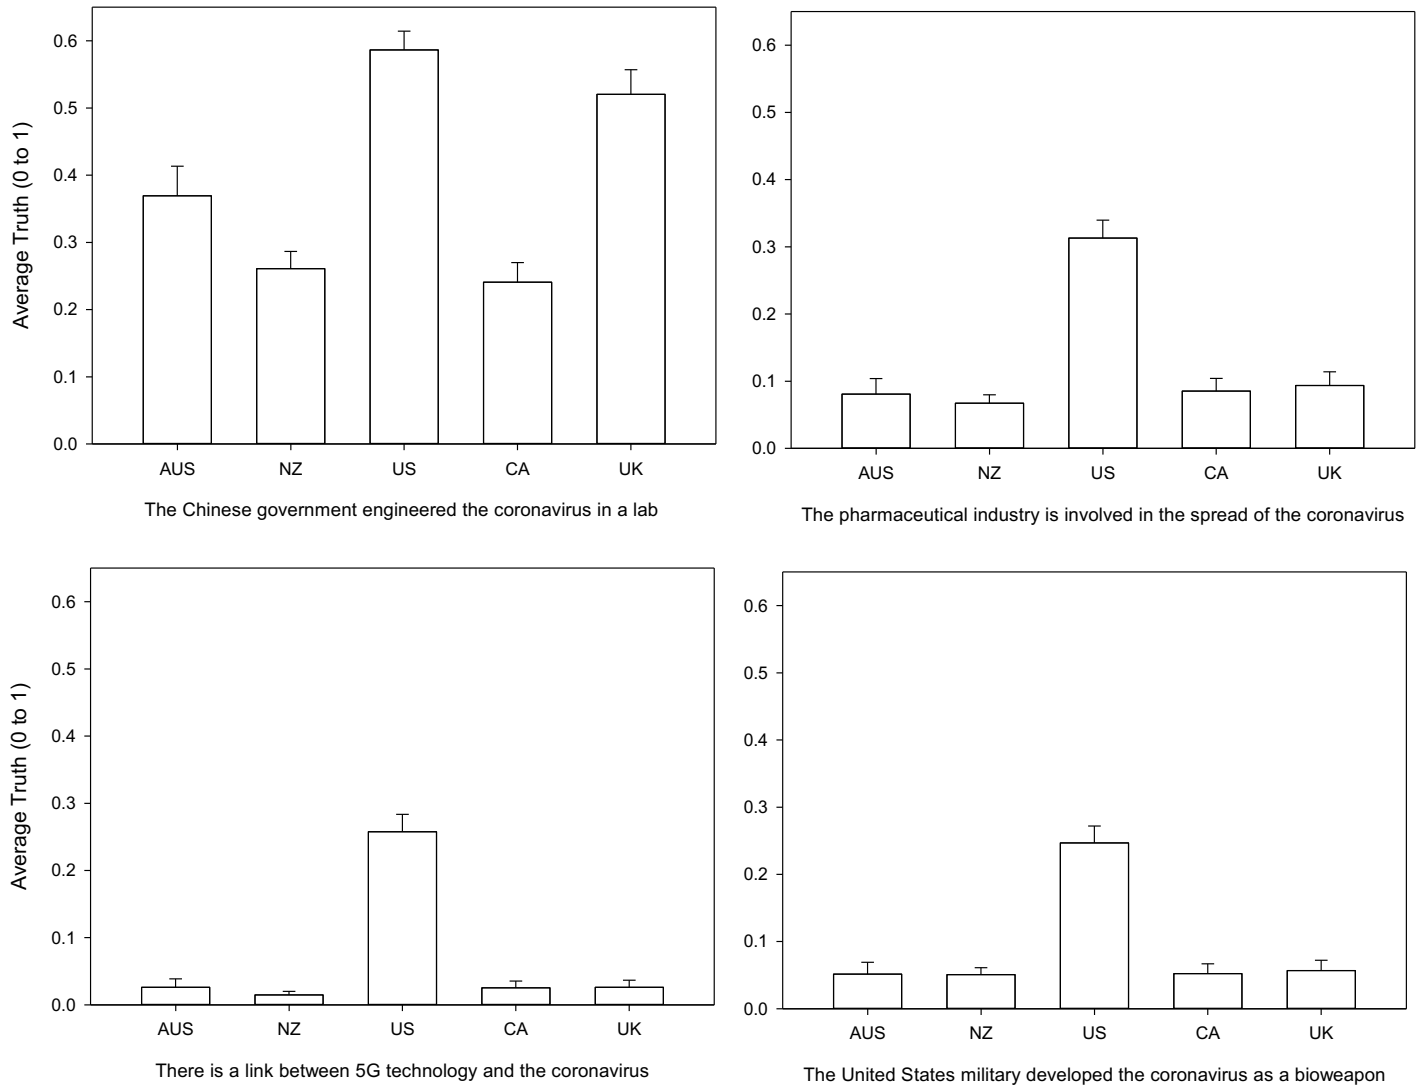 Average Truth (0 to 1)
0.6
0.5
0.4
0.3
0.2
0.1
0.0
AUS NZ US CA UK
The Chinese government engineered the coronavirus in a lab
0.6
0.5
0.4
0.3
0.2
0.1
0.0
AUS NZ US CA UK
The pharmaceutical industry is involved in the spread of the coronavirus
Average Truth (0 to 1)
0.6
0.5
0.4
0.3
0.2
0.1
0.0
AUS NZ US CA UK
There is a link between 5G technology and the coronavirus
0.6
0.5
0.4
0.3
0.2
0.1
0.0
AUS NZ US CA UK
The United States military developed the coronavirus as a bioweapon